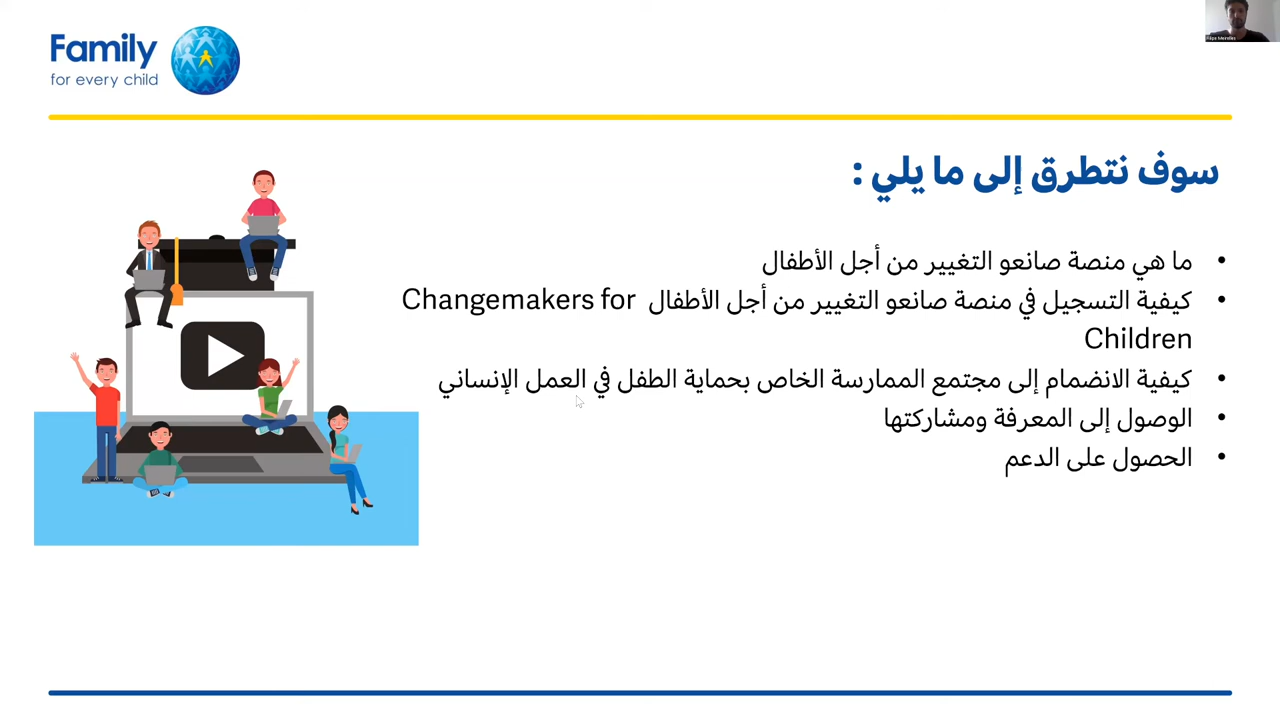 Family
for every child
سوف نتطرق إلى ما يلي :
• ما هي منصة صانعو التغيير من أجل الأطفال
• كيفية التسجيل في منصة صانعو التغيير من أجل الأطفال Changemakers for
Children
• كيفية الانضمام إلى مجتمع الممارسة الخاص بحماية الطفل في العمل الإنساني
• الوصول إلى المعرفة ومشاركتها
• الحصول على الدعم